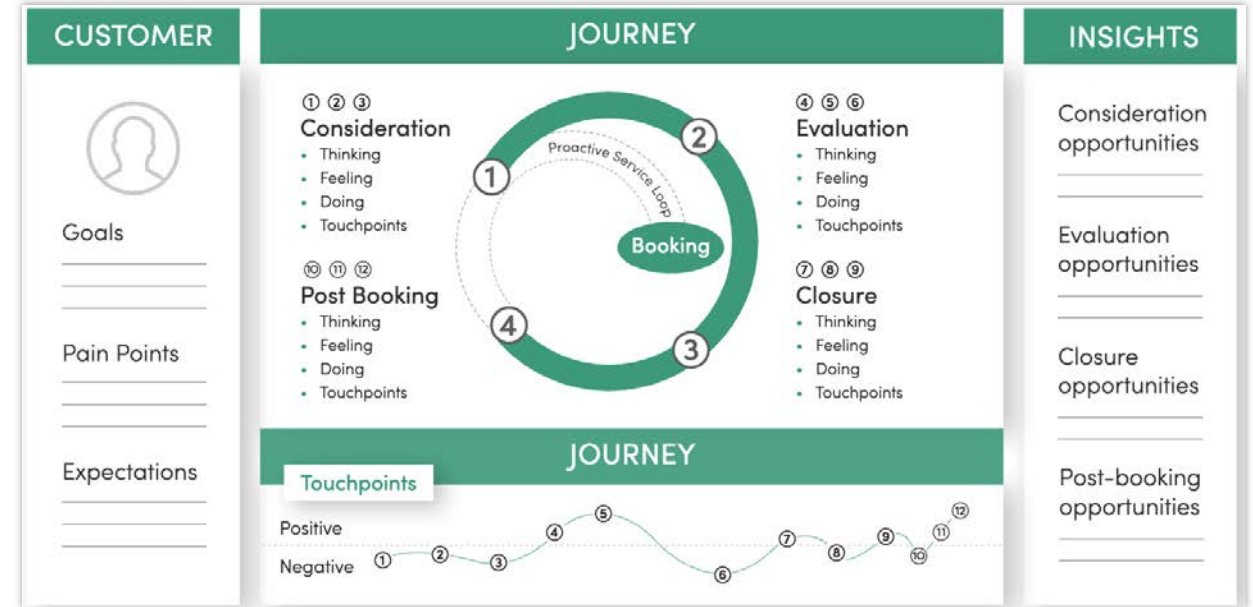 CUSTOMER
Goals
Pain Points
Expectations
JOURNEY
① ② ③
Consideration
• Thinking
• Feeling
• Doing
• Touchpoints
④ ⑤ ⑥
Evaluation
• Thinking
• Feeling
• Doing
• Touchpoints
⑩ ⑪ ⑫
Post Booking
• Thinking
• Feeling
• Doing
• Touchpoints
⑦ ⑧ ⑨
Closure
• Thinking
• Feeling
• Doing
• Touchpoints
①
②
③
④
Proactive Service Loop
Booking
JOURNEY
Touchpoints
Positive
Negative
① ② ③ ④ ⑤ ⑥ ⑦ ⑧ ⑨ ⑩ ⑪ ⑫
INSIGHTS
Consideration
opportunities
Evaluation
opportunities
Closure
opportunities
Post-booking
opportunities